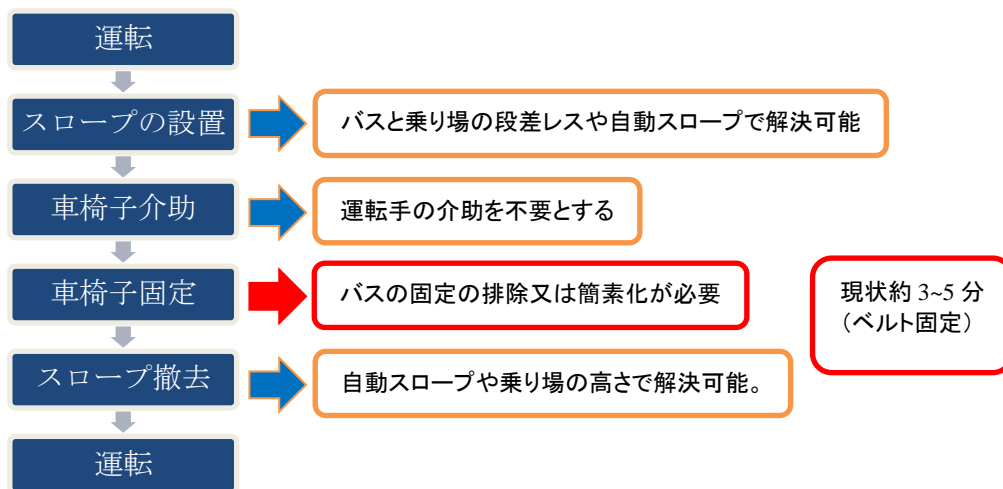 運転
スロープの設置
バスと乗り場の段差レスや自動スロープで解決可能
車椅子介助
運転手の介助を不要とする
車椅子固定
バスの固定の排除又は簡素化が必要
現状約 3~5 分
（ベルト固定）
スロープ撤去
自動スロープや乗り場の高さで解決可能。
運転